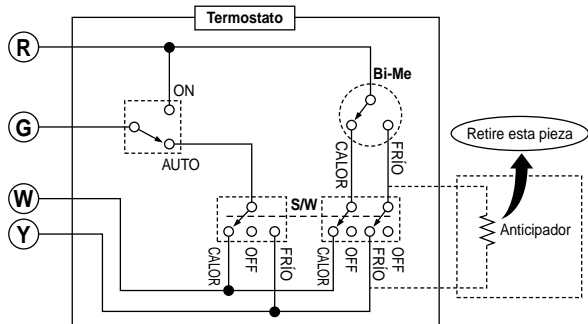 Termostato
R
Bi-Me
ON
G
Retire esta pieza
AUTO
CALOR
FRÍO
W
S/W
Anticipador
Y
CALOR
OFF
FRÍO
CALOR
OFF
FRÍO
OFF